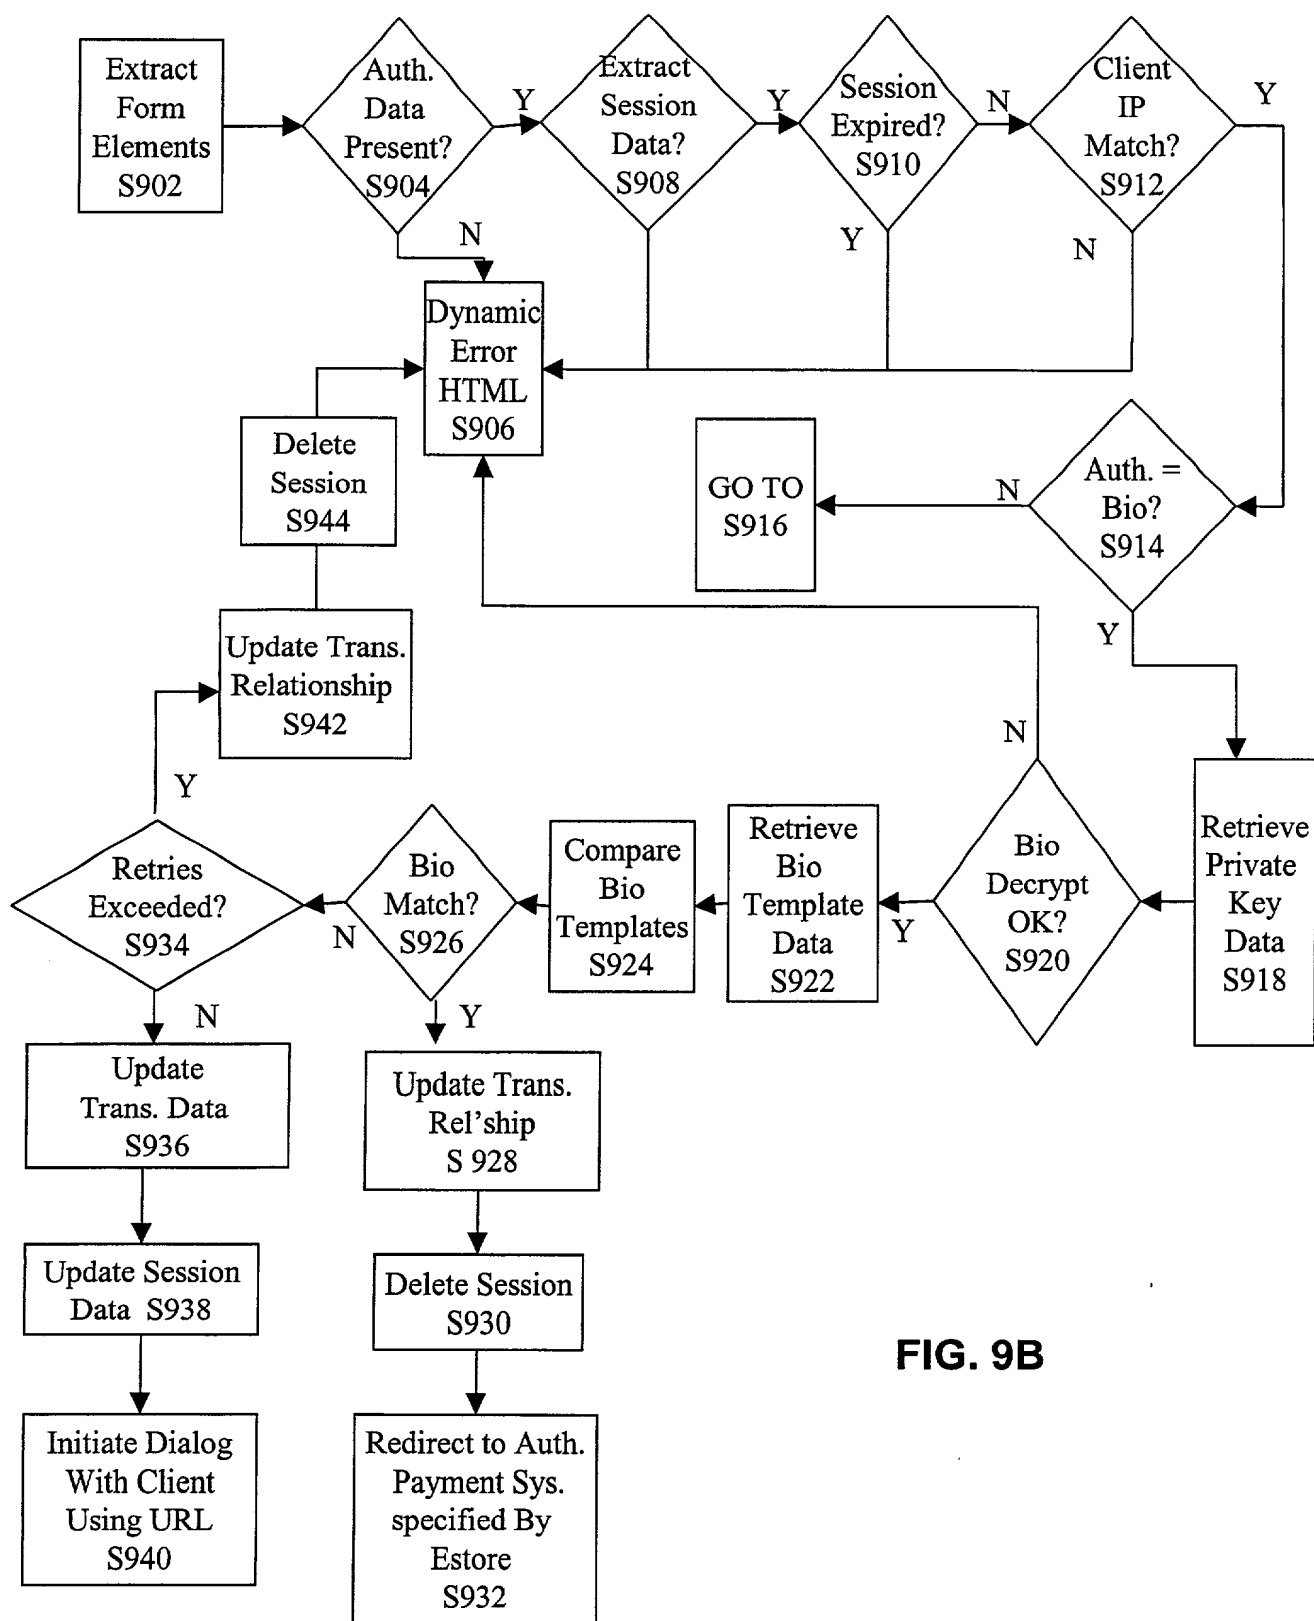 Extract
Form
Elements
S902
Auth.
Data
Present?
S904
Y
N
Extract
Session
Data?
S908
Y
Session
Expired?
S910
N
Y
Client
IP
Match?
S912
Y
N
Dynamic
Error
HTML
S906
Delete
Session
S944
GO TO
S916
N
Auth. =
Bio?
S914
Y
Update Trans.
Relationship
S942
Y
N
Retries
Exceeded?
S934
N
Bio
Match?
S926
N
Y
Compare
Bio
Templates
S924
Retrieve
Bio
Template
Data
S922
Y
Bio
Decrypt
OK?
S920
Retrieve
Private
Key
Data
S918
Update
Trans. Data
S936
Update Trans.
Rel'ship
S 928
Update Session
Data S938
Delete Session
S930
FIG. 9B
Initiate Dialog
With Client
Using URL
S940
Redirect to Auth.
Payment Sys.
specified By
Estore
S932